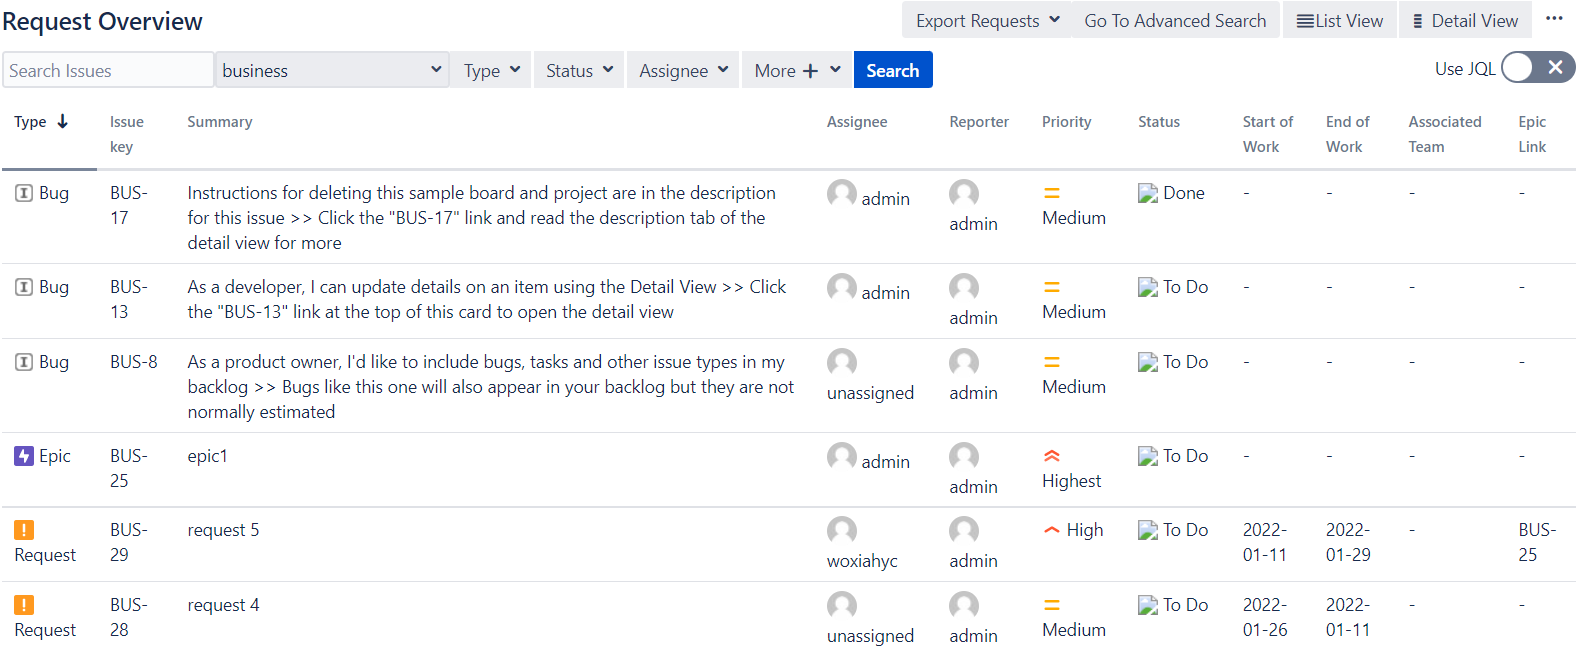 Request Overview
Export Requests Go To Advanced Search List View Detail View
Search Issues business Type Status Assignee More Search Use JQL
Type Issue key Summary Assignee Reporter Priority Status Start of Work End of Work Associated Team Epic Link
Bug BUS-17 Instructions for deleting this sample board and project are in the description admin admin Medium Done - - - -
for this issue >> Click the "BUS-17" link and read the description tab of the
detail view for more
Bug BUS-13 As a developer, I can update details on an item using the Detail View >> Click admin admin Medium To Do - - - -
the "BUS-13" link at the top of this card to open the detail view
Bug BUS-8 As a product owner, I'd like to include bugs, tasks and other issue types in my unassigned admin Medium To Do - - - -
backlog >> Bugs like this one will also appear in your backlog but they are not
normally estimated
Epic BUS-25 epic1 admin admin Highest To Do - - - -
Request BUS-29 request 5 woxiahyc admin High To Do 2022-01-11 2022-01-29 - BUS-25
Request BUS-28 request 4 unassigned admin Medium To Do 2022-01-26 2022-01-11 - -